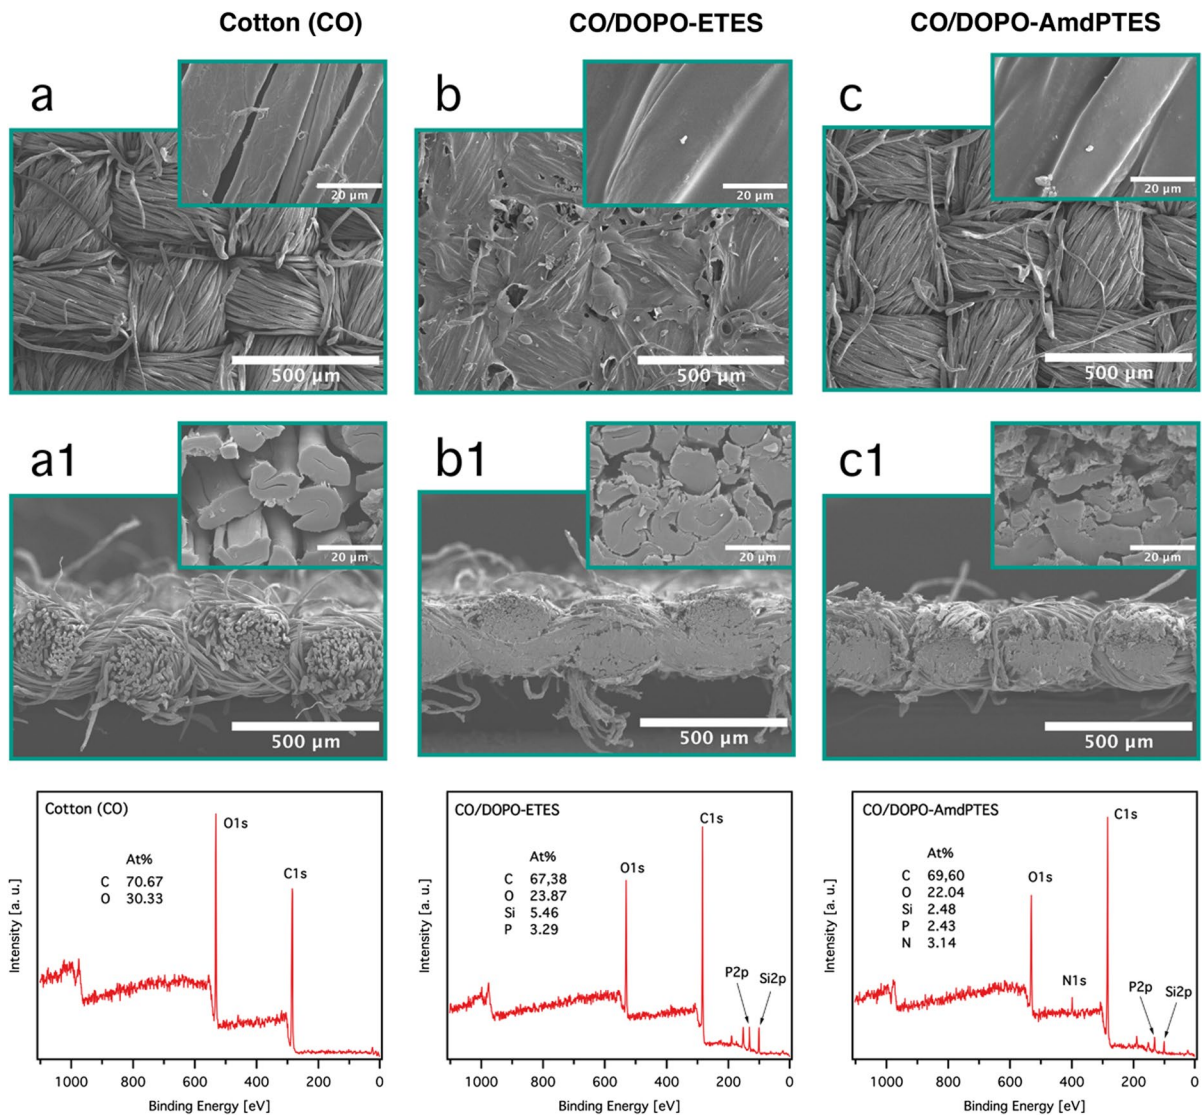 Cotton (CO)
CO/DOPO-ETES
CO/DOPO-AmdPTES
a
20 µm
500 µm
b
20 µm
500 µm
c
20 µm
500 µm
a1
20 µm
500 µm
b1
20 µm
500 µm
c1
20 µm
500 µm
Cotton (CO)
O1s
C1s
At%
C 70.67
O 30.33
Intensity [a. u.]
1000 800 600 400 200 0
Binding Energy [eV]
CO/DOPO-ETES
C1s
O1s
At%
C 67,38
O 23.87
Si 5.46
P 3.29
P2p
Si2p
Intensity [a. u.]
1000 800 600 400 200 0
Binding Energy [eV]
CO/DOPO-AmdPTES
C1s
O1s
At%
C 69,60
O 22.04
Si 2.48
P 2.43
N 3.14
N1s
P2p
Si2p
Intensity [a. u.]
1000 800 600 400 200 0
Binding Energy [eV]